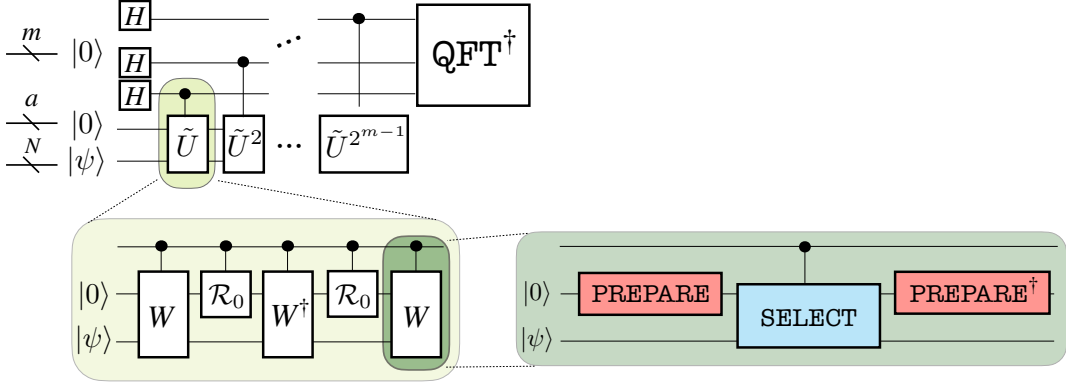 H
m |0⟩ H QFT†
H
a |0⟩
Ũ Ũ² ... Ũ^{2^{m-1}}
N |ψ⟩
|0⟩ W R₀ W† R₀ W
|ψ⟩
|0⟩ PREPARE SELECT PREPARE†
|ψ⟩